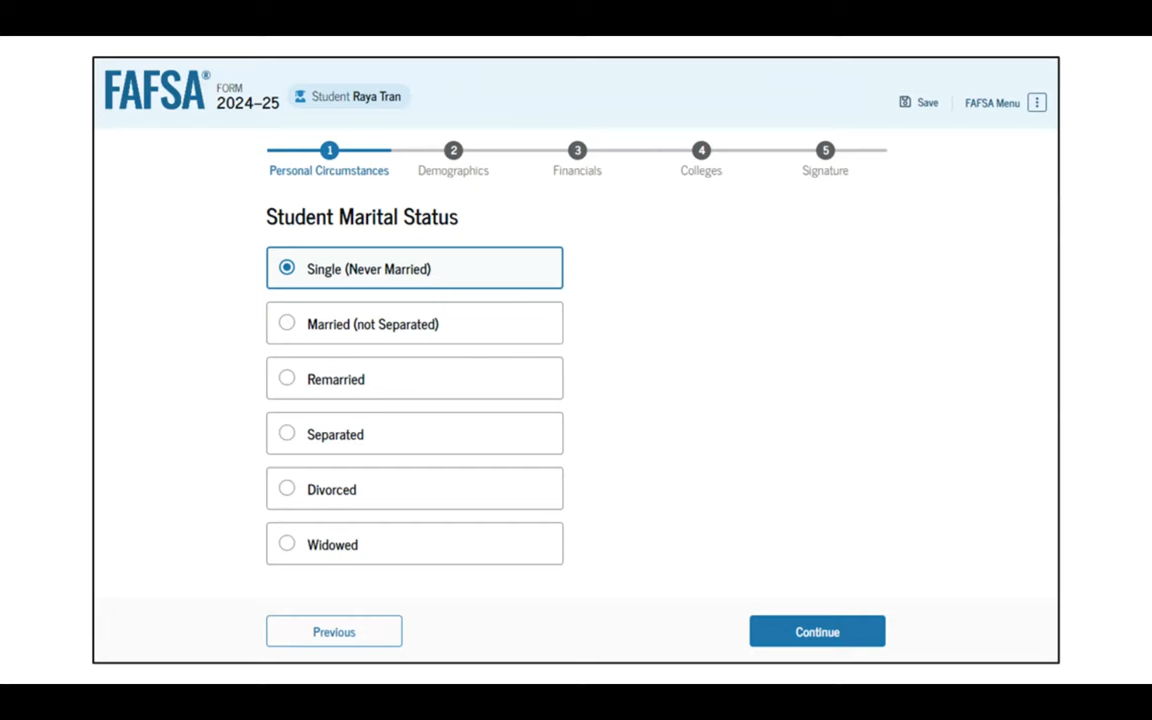 FAFSA®
FORM
2024–25
Student Raya Tran
Save
FAFSA Menu
1 2 3 4 5
Personal Circumstances Demographics Financials Colleges Signature
Student Marital Status
Single (Never Married)
Married (not Separated)
Remarried
Separated
Divorced
Widowed
Previous
Continue